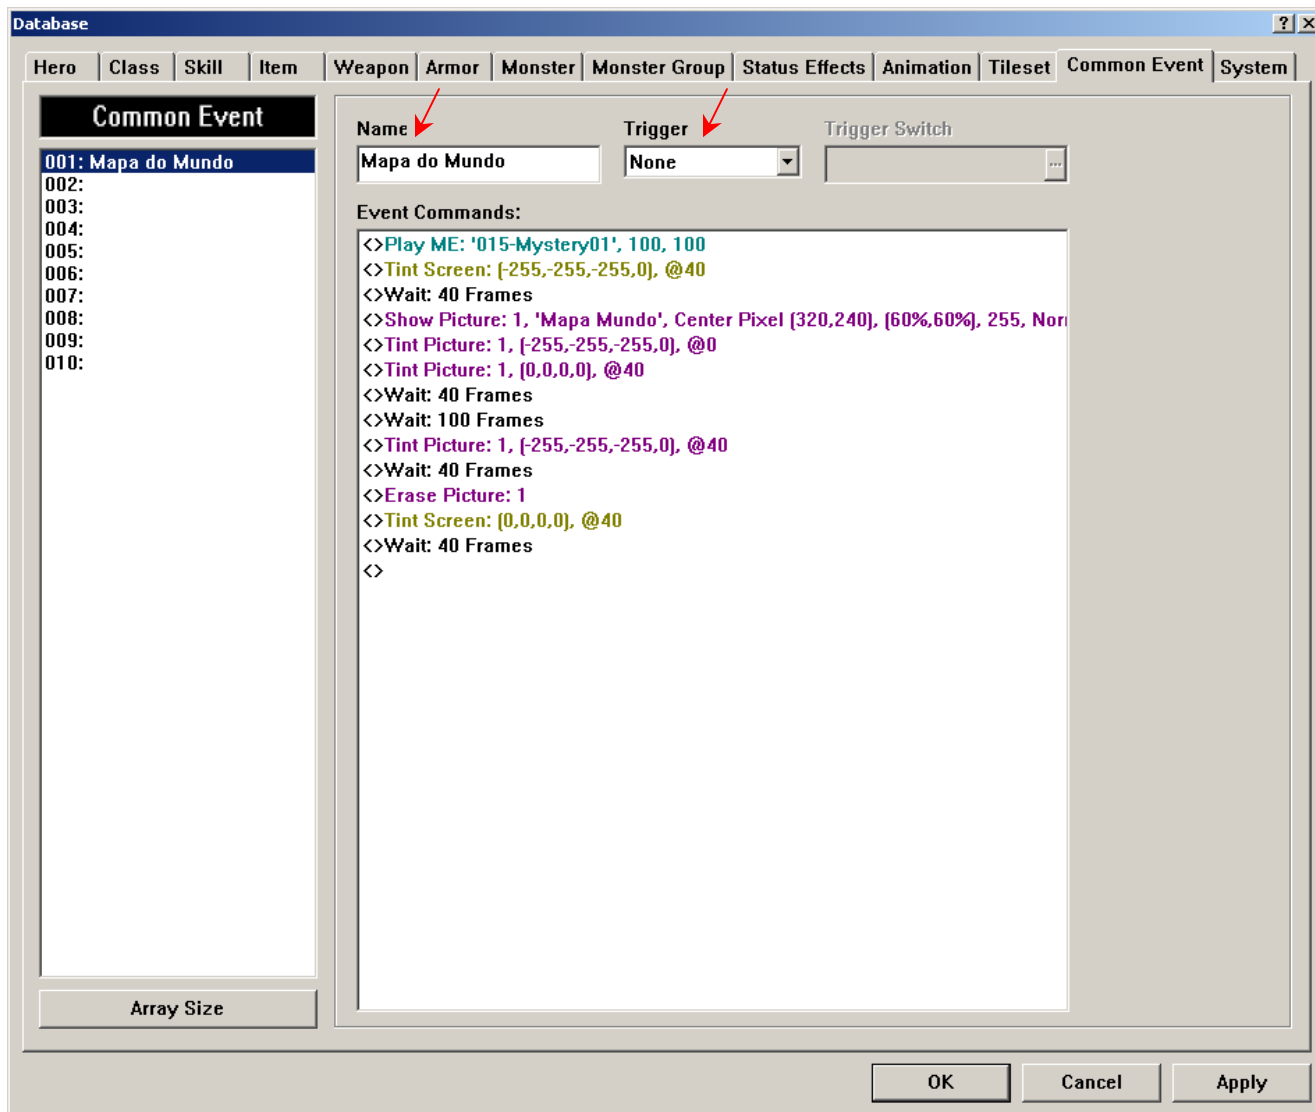 Database
Hero Class Skill Item Weapon Armor Monster Monster Group Status Effects Animation Tileset Common Event System
Common Event
001: Mapa do Mundo
002:
003:
004:
005:
006:
007:
008:
009:
010:
Array Size
Name Trigger Trigger Switch
Mapa do Mundo None ...
Event Commands:
<>Play ME: '015-Mystery01', 100, 100
<>Tint Screen: (-255,-255,-255,0), @40
<>Wait: 40 Frames
<>Show Picture: 1, 'Mapa Mundo', Center Pixel (320,240), (60%,60%), 255, Nor
<>Tint Picture: 1, (-255,-255,-255,0), @0
<>Tint Picture: 1, (0,0,0,0), @40
<>Wait: 40 Frames
<>Wait: 100 Frames
<>Tint Picture: 1, (-255,-255,-255,0), @40
<>Wait: 40 Frames
<>Erase Picture: 1
<>Tint Screen: (0,0,0,0), @40
<>Wait: 40 Frames
<>
OK Cancel Apply